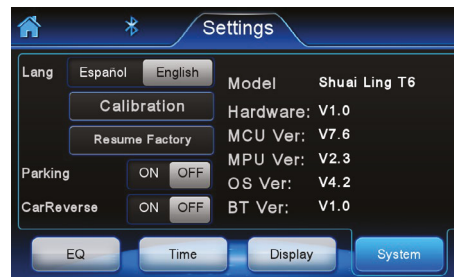 Settings
Lang Español English
Calibration
Resume Factory
Parking ON OFF
CarReverse ON OFF
Model Shuai Ling T6
Hardware: V1.0
MCU Ver: V7.6
MPU Ver: V2.3
OS Ver: V4.2
BT Ver: V1.0
EQ Time Display System